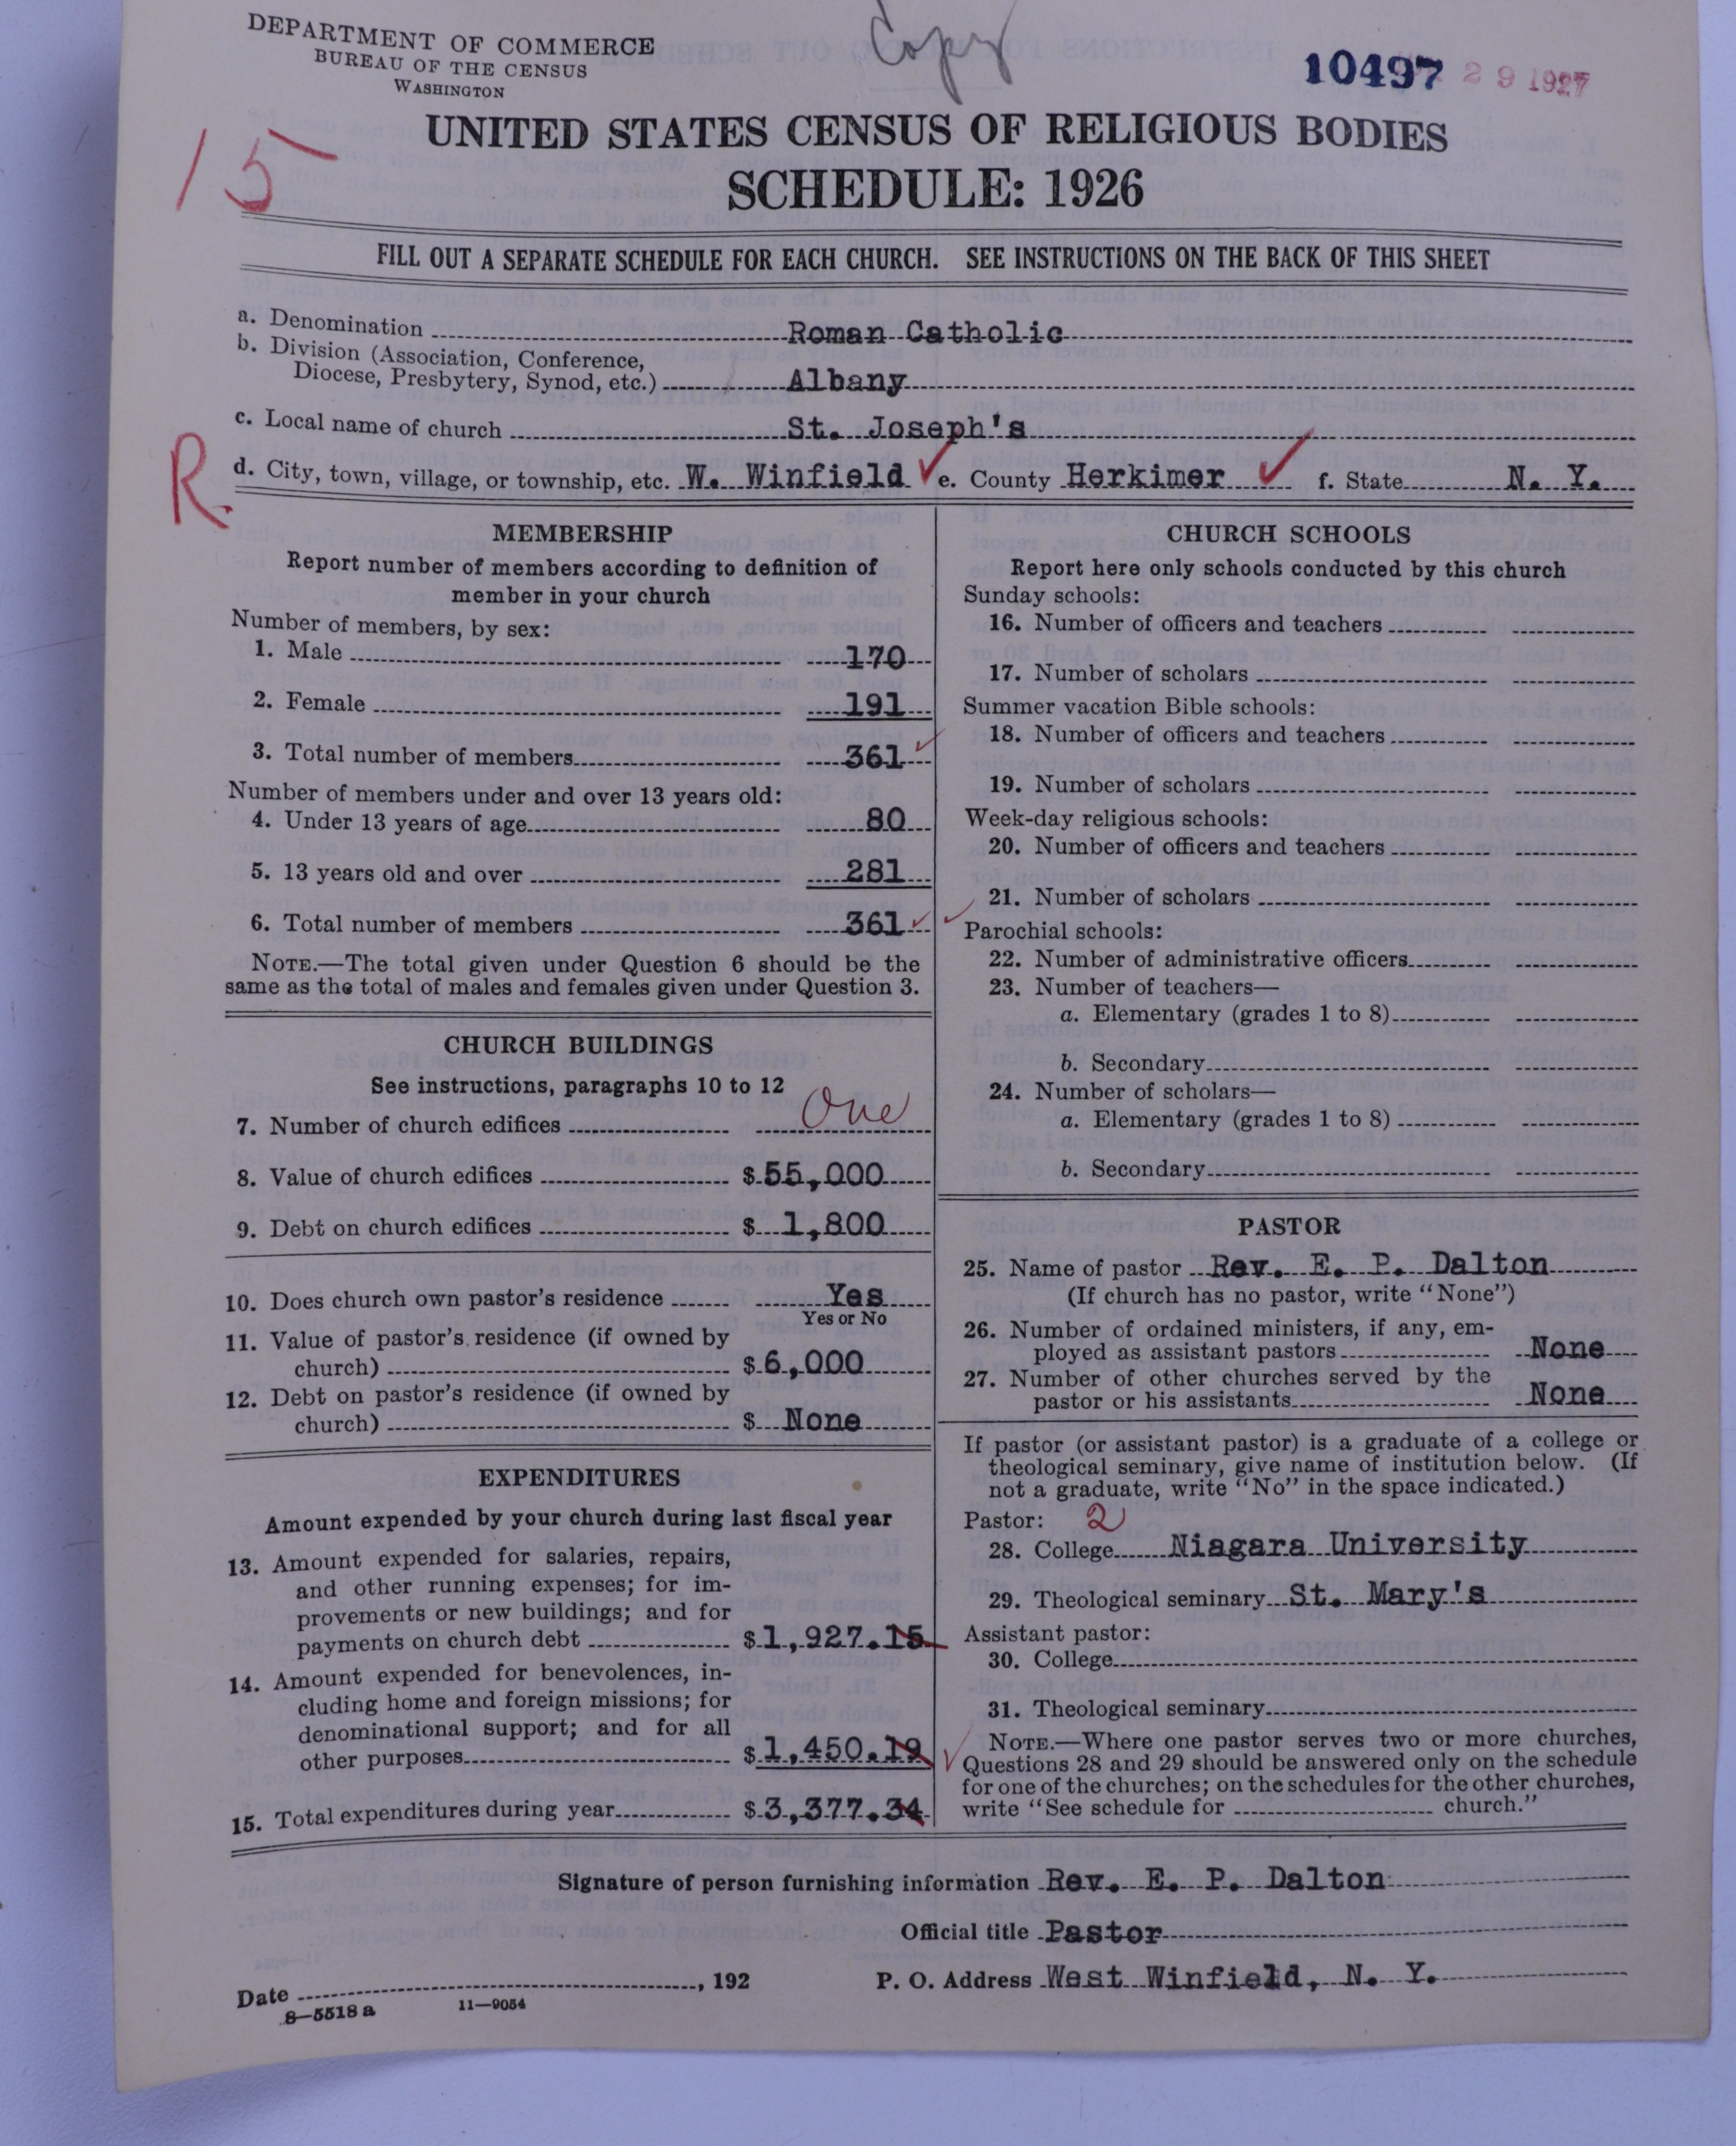 Copy
DEPARTMENT OF COMMERCE
BUREAU OF THE CENSUS
WASHINGTON
10497
29 1927
15
UNITED STATES CENSUS OF RELIGIOUS BODIES
SCHEDULE: 1926
FILL OUT A SEPARATE SCHEDULE FOR EACH CHURCH. SEE INSTRUCTIONS ON THE BACK OF THIS SHEET
a. Denomination Roman Catholic
b. Division (Association, Conference,
Diocese, Presbytery, Synod, etc.) Albany
c. Local name of church St. Joseph's
R.
d. City, town, village, or township, etc. W. Winfield e. County Herkimer f. State N. Y.
MEMBERSHIP
Report number of members according to definition of
member in your church
Number of members, by sex:
1. Male 170
2. Female 191
3. Total number of members 361
Number of members under and over 13 years old:
4. Under 13 years of age 80
5. 13 years old and over 281
6. Total number of members 361
NOTE.—The total given under Question 6 should be the
same as the total of males and females given under Question 3.
CHURCH BUILDINGS
See instructions, paragraphs 10 to 12
7. Number of church edifices One
8. Value of church edifices $55,000
9. Debt on church edifices $ 1,800
10. Does church own pastor's residence Yes
Yes or No
11. Value of pastor's residence (if owned by
church) $6,000
12. Debt on pastor's residence (if owned by
church) $ None
EXPENDITURES
Amount expended by your church during last fiscal year
13. Amount expended for salaries, repairs,
and other running expenses; for im-
provements or new buildings; and for
payments on church debt $1,927.15
14. Amount expended for benevolences, in-
cluding home and foreign missions; for
denominational support; and for all
other purposes $1,450.19
15. Total expenditures during year $3,377.34
CHURCH SCHOOLS
Report here only schools conducted by this church
Sunday schools:
16. Number of officers and teachers
17. Number of scholars
Summer vacation Bible schools:
18. Number of officers and teachers
19. Number of scholars
Week-day religious schools:
20. Number of officers and teachers
21. Number of scholars
Parochial schools:
22. Number of administrative officers
23. Number of teachers—
a. Elementary (grades 1 to 8)
b. Secondary
24. Number of scholars—
a. Elementary (grades 1 to 8)
b. Secondary
PASTOR
25. Name of pastor Rev. E. P. Dalton
(If church has no pastor, write "None")
26. Number of ordained ministers, if any, em-
ployed as assistant pastors None
27. Number of other churches served by the
pastor or his assistants None
If pastor (or assistant pastor) is a graduate of a college or
theological seminary, give name of institution below. (If
not a graduate, write "No" in the space indicated.)
Pastor: 2
28. College Niagara University
29. Theological seminary St. Mary's
Assistant pastor:
30. College
31. Theological seminary
NOTE.—Where one pastor serves two or more churches,
Questions 28 and 29 should be answered only on the schedule
for one of the churches; on the schedules for the other churches,
write "See schedule for church."
Signature of person furnishing information Rev. E. P. Dalton
Official title Pastor
Date , 192 P. O. Address West Winfield, N. Y.
8—5518 a 11—9054